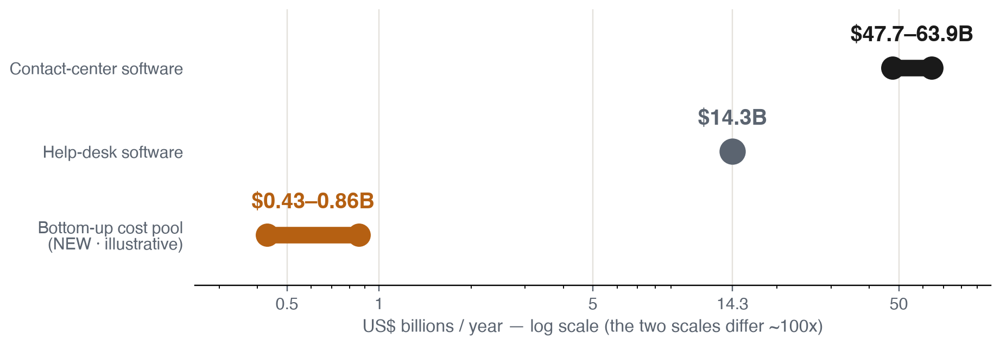 $47.7–63.9B
Contact-center software
$14.3B
Help-desk software
$0.43–0.86B
Bottom-up cost pool
(NEW · illustrative)
0.5 1 5 14.3 50
US$ billions / year — log scale (the two scales differ ~100x)